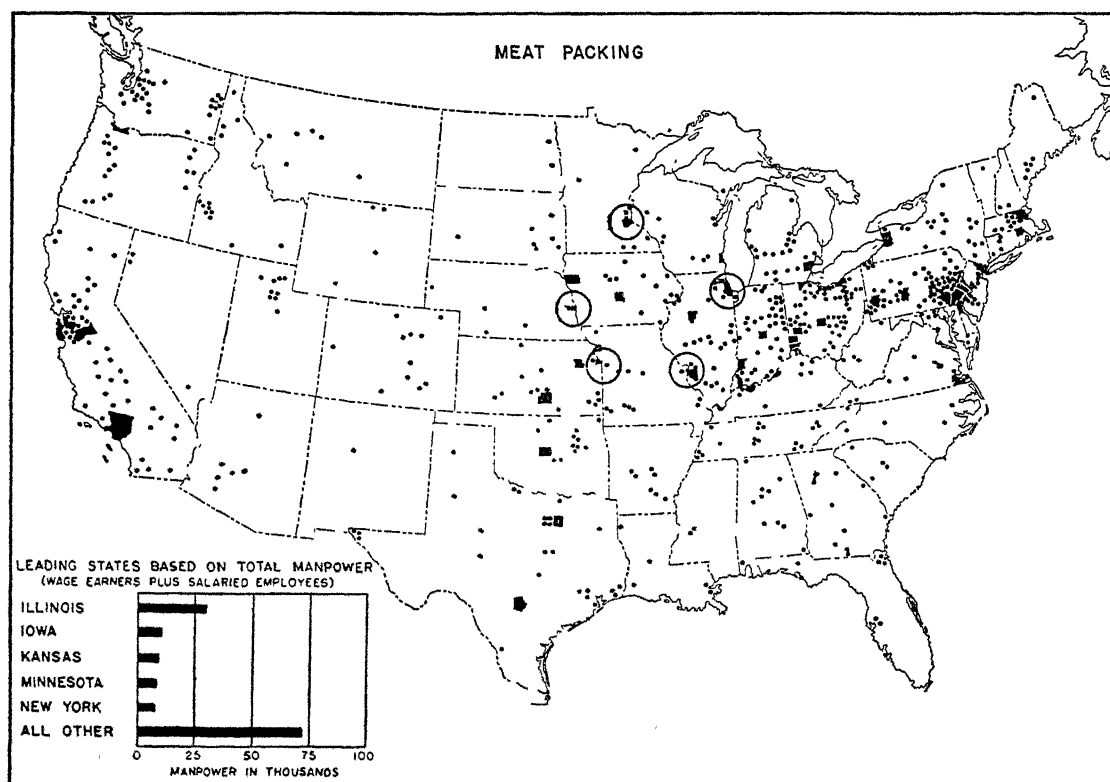 MEAT PACKING
LEADING STATES BASED ON TOTAL MANPOWER
(WAGE EARNERS PLUS SALARIED EMPLOYEES)
ILLINOIS
IOWA
KANSAS
MINNESOTA
NEW YORK
ALL OTHER
0 25 50 75 100
MANPOWER IN THOUSANDS